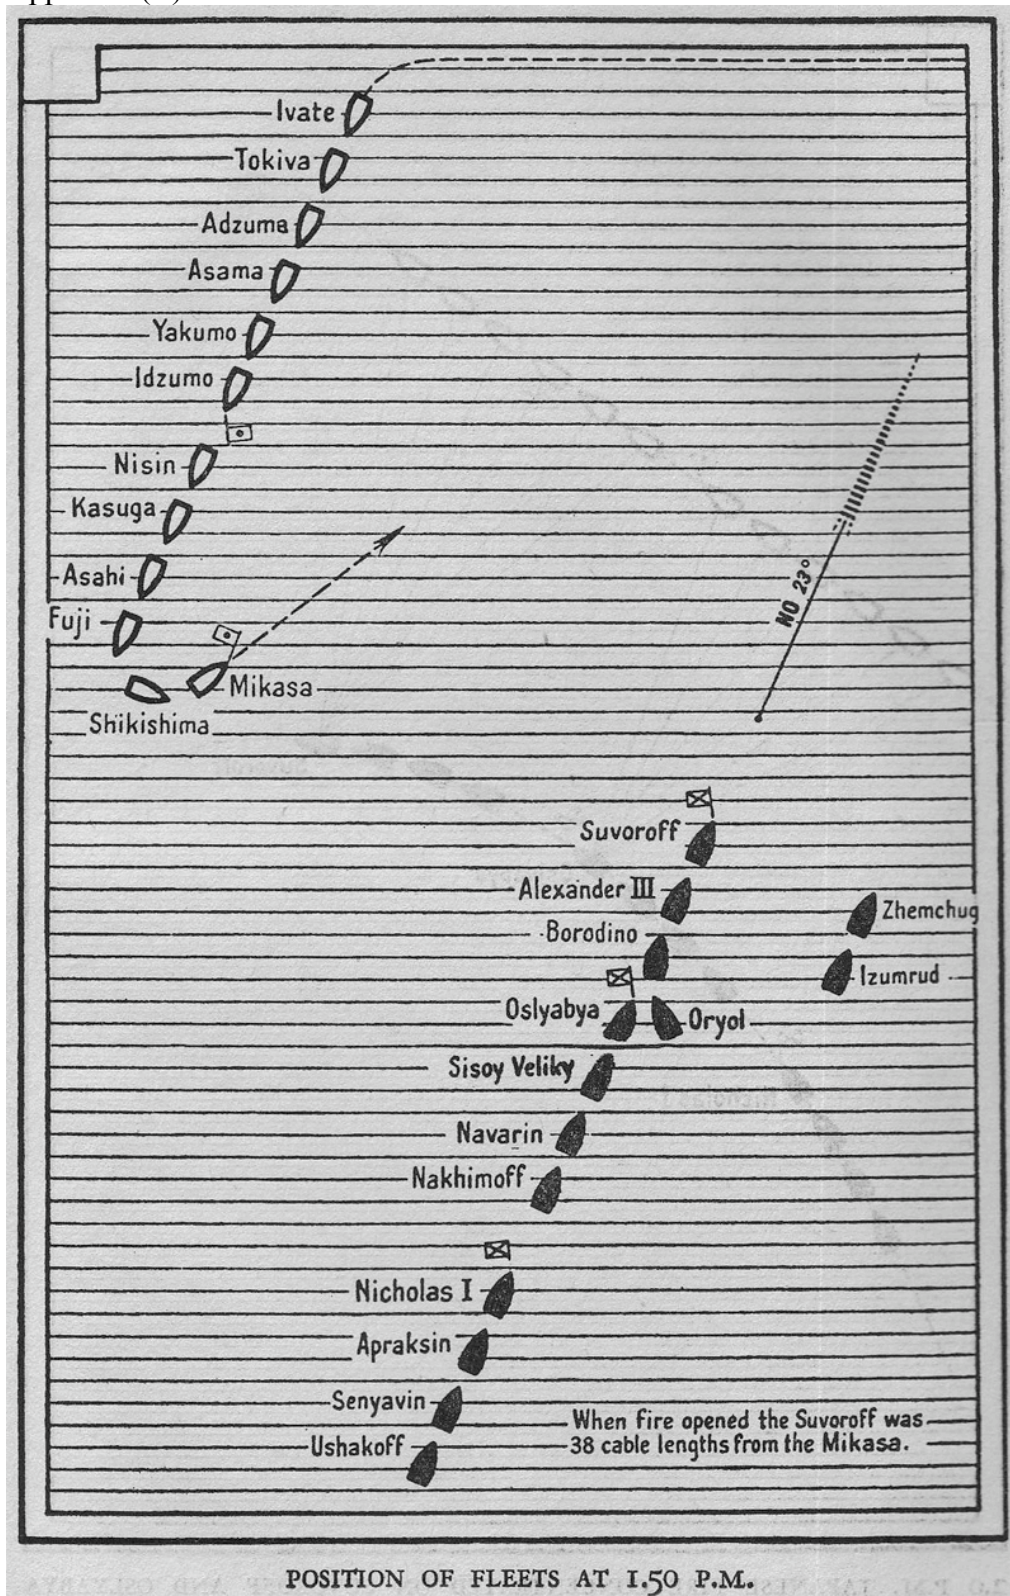 Ivate
Tokiva
Adzuma
Asama
Yakumo
Idzumo
Nisin
Kasuga
Asahi
Fuji
Mikasa
Shikishima
NO 23°
Suvoroff
Alexander III
Zhemchug
Borodino
Izumrud
Oslyabya
Oryol
Sisoy Veliky
Navarin
Nakhimoff
Nicholas I
Apraksin
Senyavin
Ushakoff
When fire opened the Suvoroff was
38 cable lengths from the Mikasa.
POSITION OF FLEETS AT 1.50 P.M.